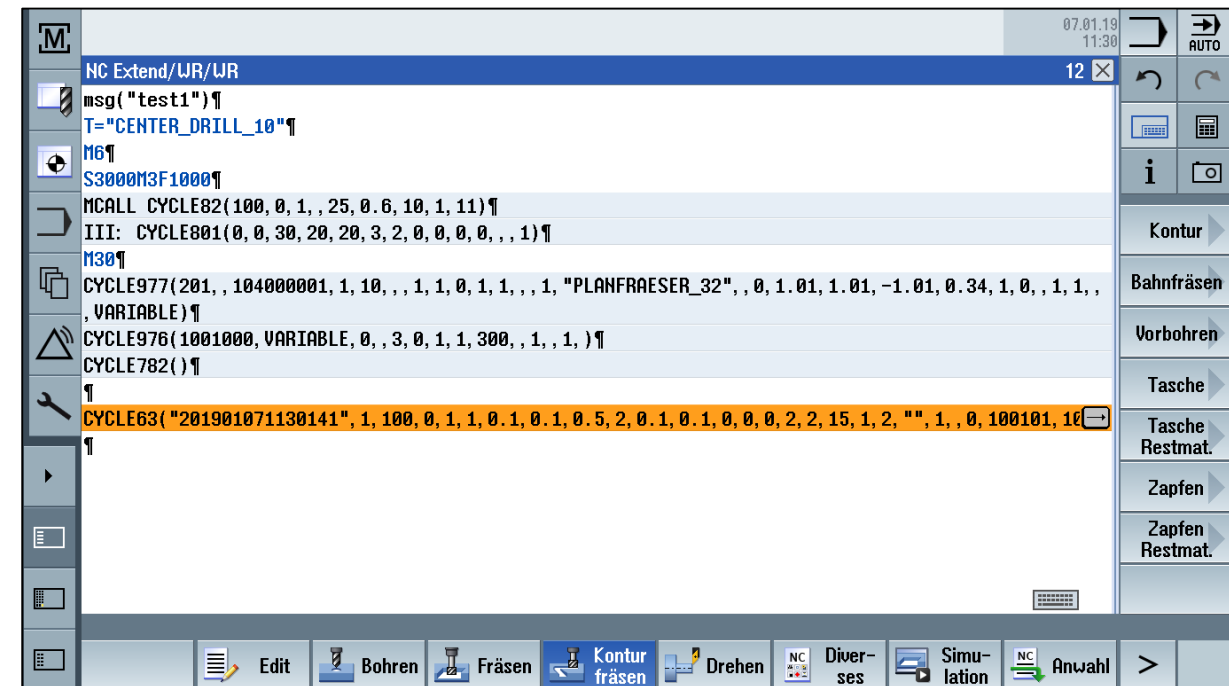 M
07.01.19
11:30
AUTO
NC Extend/WR/WR 12
msg("test1")¶
T="CENTER_DRILL_10"¶
M6¶
S3000M3F1000¶
MCALL CYCLE82(100,0,1,,25,0.6,10,1,11)¶
III: CYCLE801(0,0,30,20,20,3,2,0,0,0,0,,,1)¶
M30¶
CYCLE977(201,,104000001,1,10,,,1,1,0,1,1,,,1,"PLANFRAESER_32",,0,1.01,1.01,-1.01,0.34,1,0,,1,1,,
,VARIABLE)¶
CYCLE976(1001000,VARIABLE,0,,3,0,1,1,300,,1,,1,)¶
CYCLE782()¶
¶
CYCLE63("201901071130141",1,100,0,1,1,0.1,0.1,0.5,2,0.1,0.1,0,0,0,2,2,15,1,2,"",1,,0,100101,10
¶
i
Kontur
Bahnfräsen
Vorbohren
Tasche
Tasche
Restmat.
Zapfen
Zapfen
Restmat.
Edit
Bohren
Fräsen
Kontur
fräsen
Drehen
NC
Diver-
ses
Simu-
lation
NC
Anwahl
>